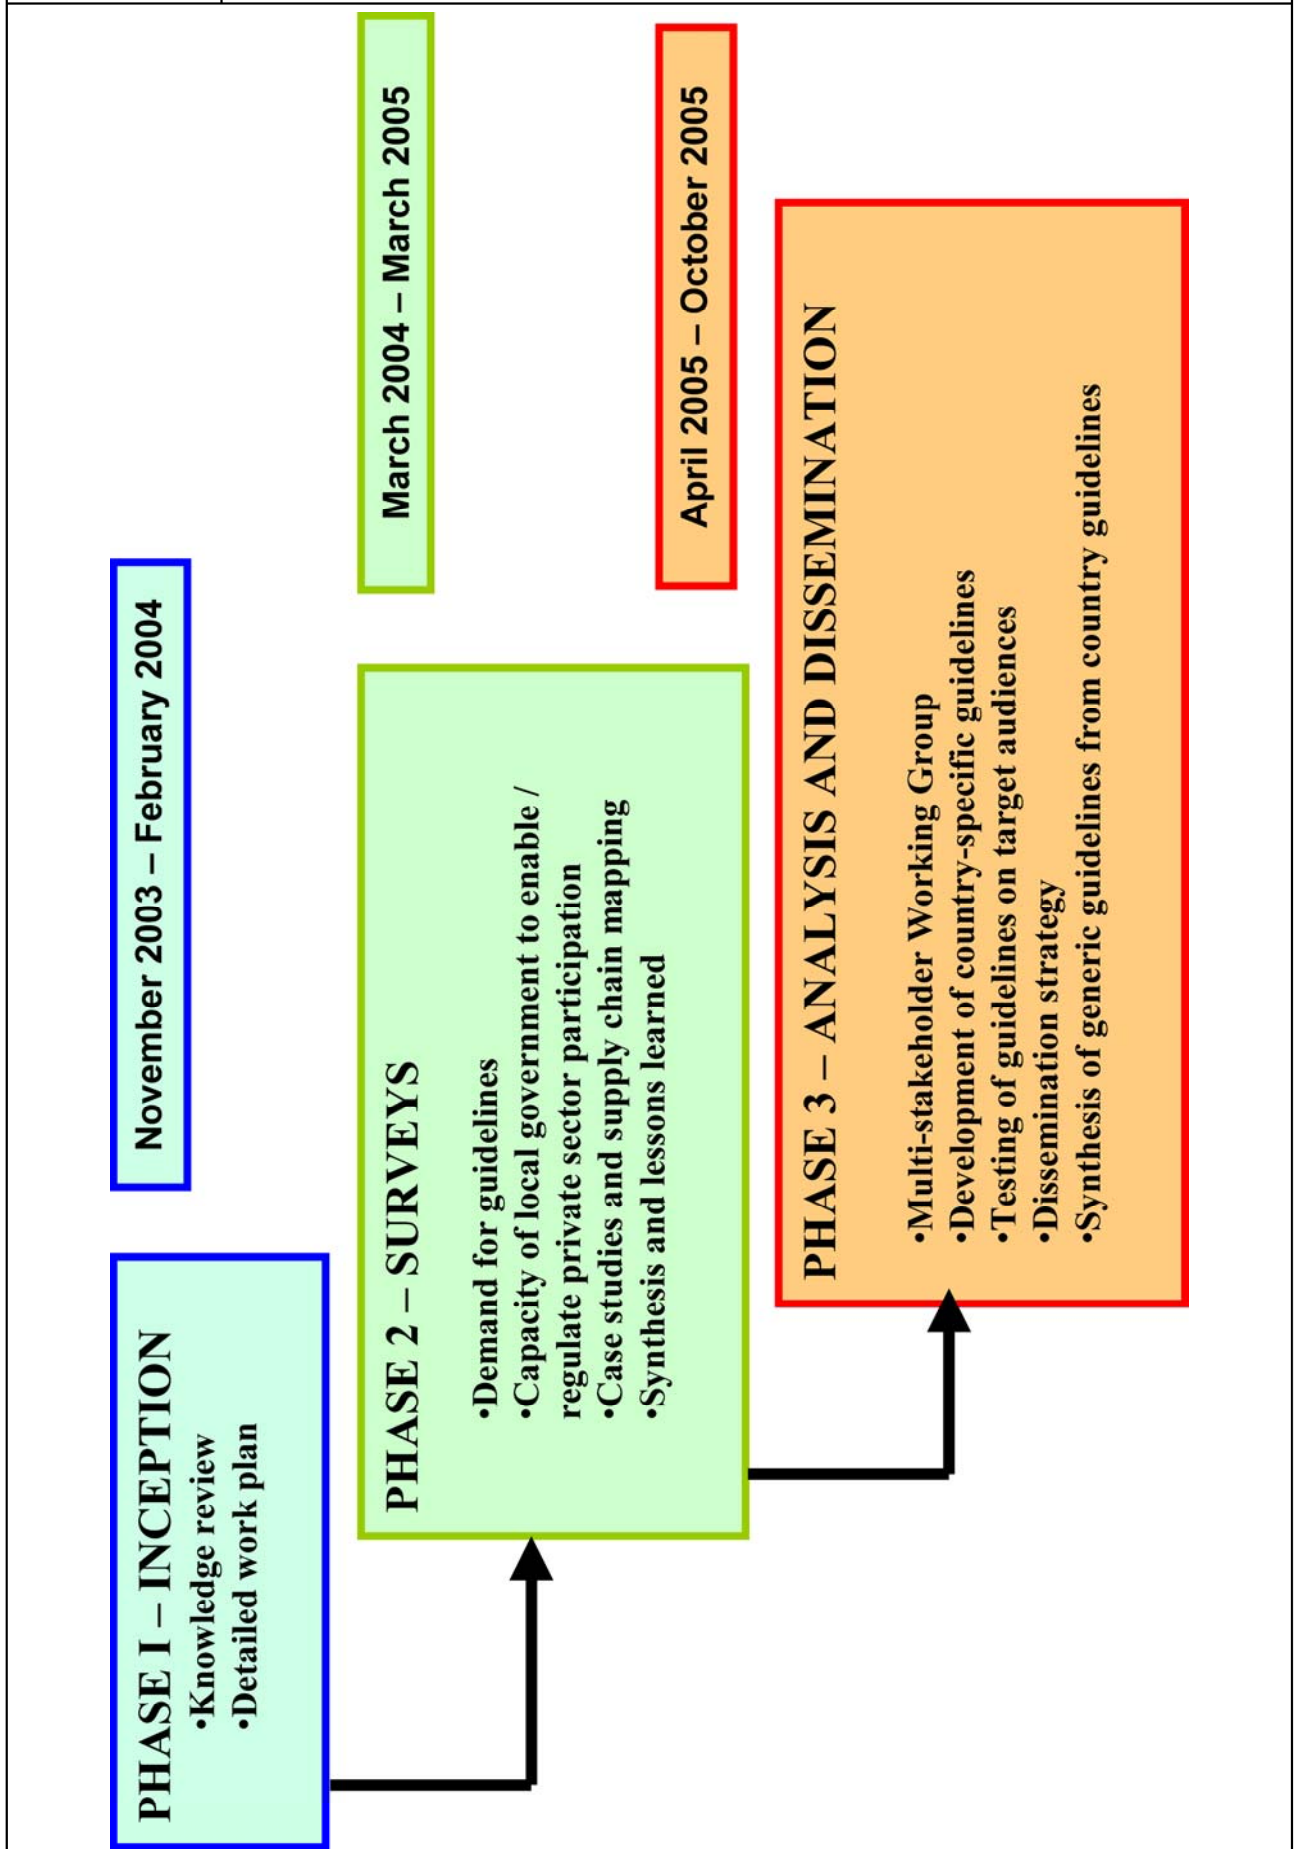 PHASE I – INCEPTION
•Knowledge review
•Detailed work plan
November 2003 – February 2004
PHASE 2 – SURVEYS
•Demand for guidelines
•Capacity of local government to enable /
regulate private sector participation
•Case studies and supply chain mapping
•Synthesis and lessons learned
March 2004 – March 2005
PHASE 3 – ANALYSIS AND DISSEMINATION
•Multi-stakeholder Working Group
•Development of country-specific guidelines
•Testing of guidelines on target audiences
•Dissemination strategy
•Synthesis of generic guidelines from country guidelines
April 2005 – October 2005